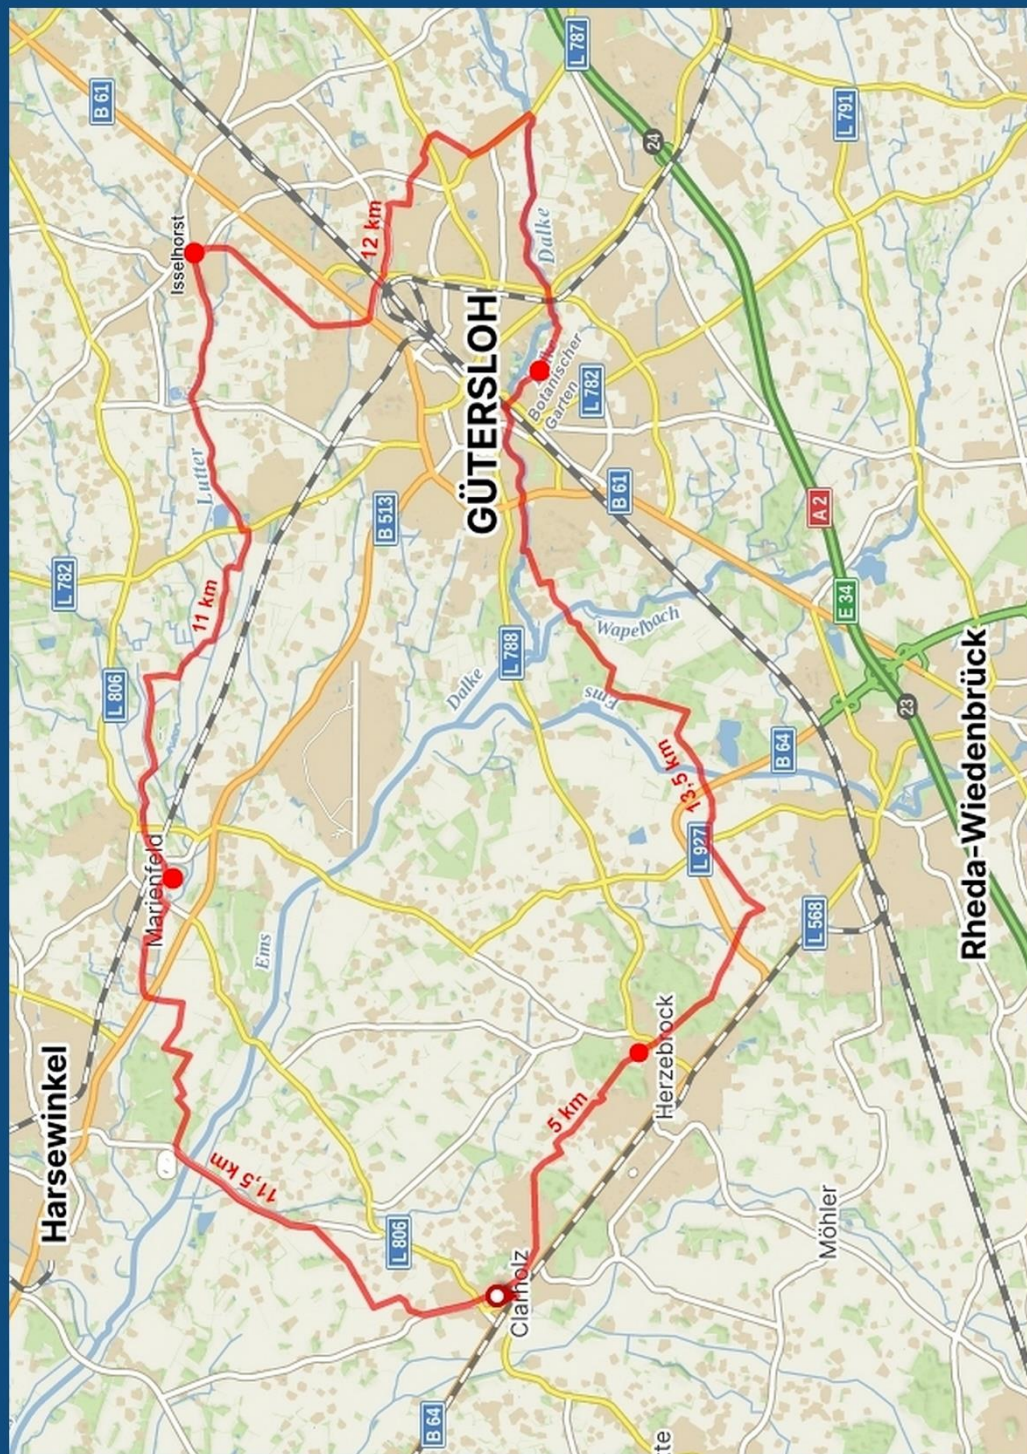 Harsewinkel
L 782
L 806
B 61
Marienfeld
Isselhorst
Lutter
11 km
11,5 km
Ems
12 km
L 806
B 513
B 64
Dalke
GÜTERSLOH
L 788
Clarholz
Dalke
5 km
Botanischer
Garten
L 787
L 782
Ems
B 61
Wapelbach
24
Herzebrock
13,5 km
L 927
B 64
L 568
A 2
Möhler
E 34
L 791
23
Rheda-Wiedenbrück